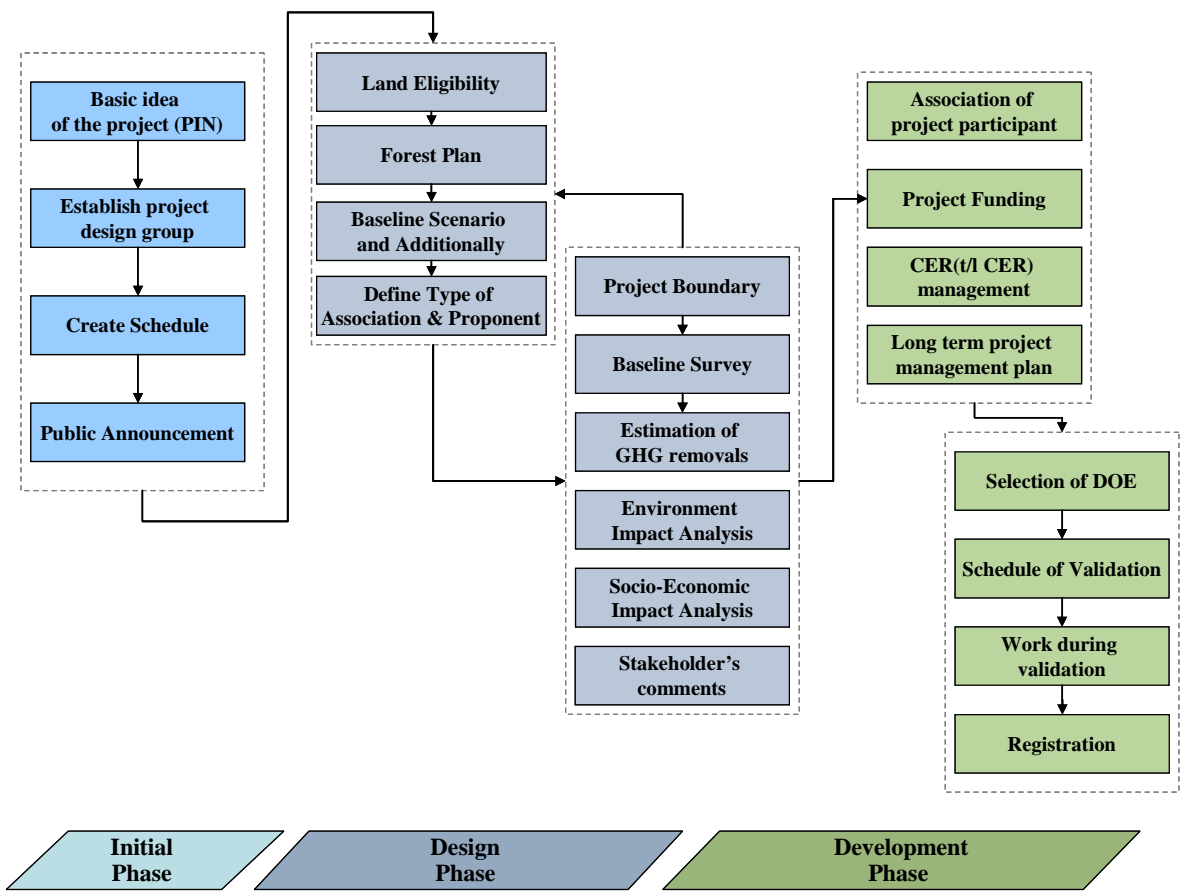 Basic idea
of the project (PIN)
Establish project
design group
Create Schedule
Public Announcement
Land Eligibility
Forest Plan
Baseline Scenario
and Additionally
Define Type of
Association & Proponent
Project Boundary
Baseline Survey
Estimation of
GHG removals
Environment
Impact Analysis
Socio-Economic
Impact Analysis
Stakeholder’s
comments
Association of
project participant
Project Funding
CER(t/l CER)
management
Long term project
management plan
Selection of DOE
Schedule of Validation
Work during
validation
Registration
Initial
Phase
Design
Phase
Development
Phase